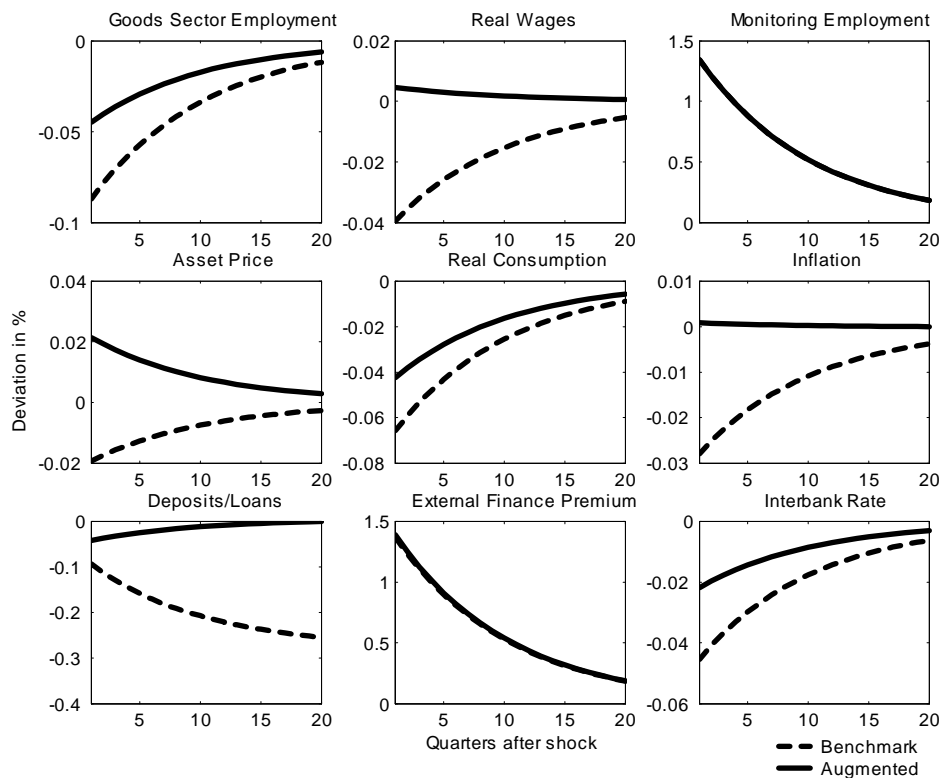 Goods Sector Employment
Real Wages
Monitoring Employment
0
-0.05
-0.1
5 10 15 20
0.02
0
-0.02
-0.04
5 10 15 20
1.5
1
0.5
0
5 10 15 20
Deviation in %
Asset Price
Real Consumption
Inflation
0.04
0.02
0
-0.02
5 10 15 20
0
-0.02
-0.04
-0.06
-0.08
5 10 15 20
0.01
0
-0.01
-0.02
-0.03
5 10 15 20
Deposits/Loans
External Finance Premium
Interbank Rate
0
-0.1
-0.2
-0.3
-0.4
5 10 15 20
1.5
1
0.5
0
5 10 15 20
0
-0.02
-0.04
-0.06
5 10 15 20
Quarters after shock
Benchmark
Augmented